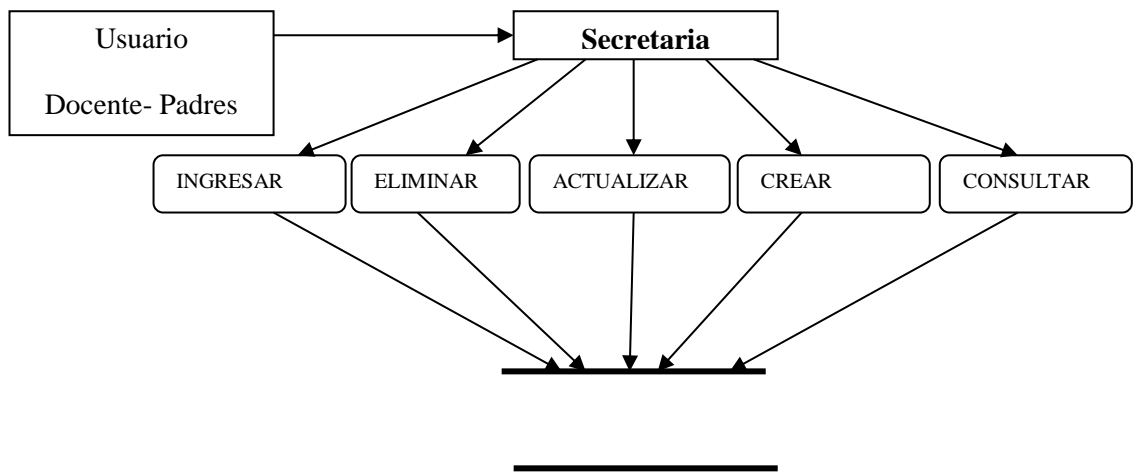 Usuario
Docente- Padres
Secretaria
INGRESAR
ELIMINAR
ACTUALIZAR
CREAR
CONSULTAR